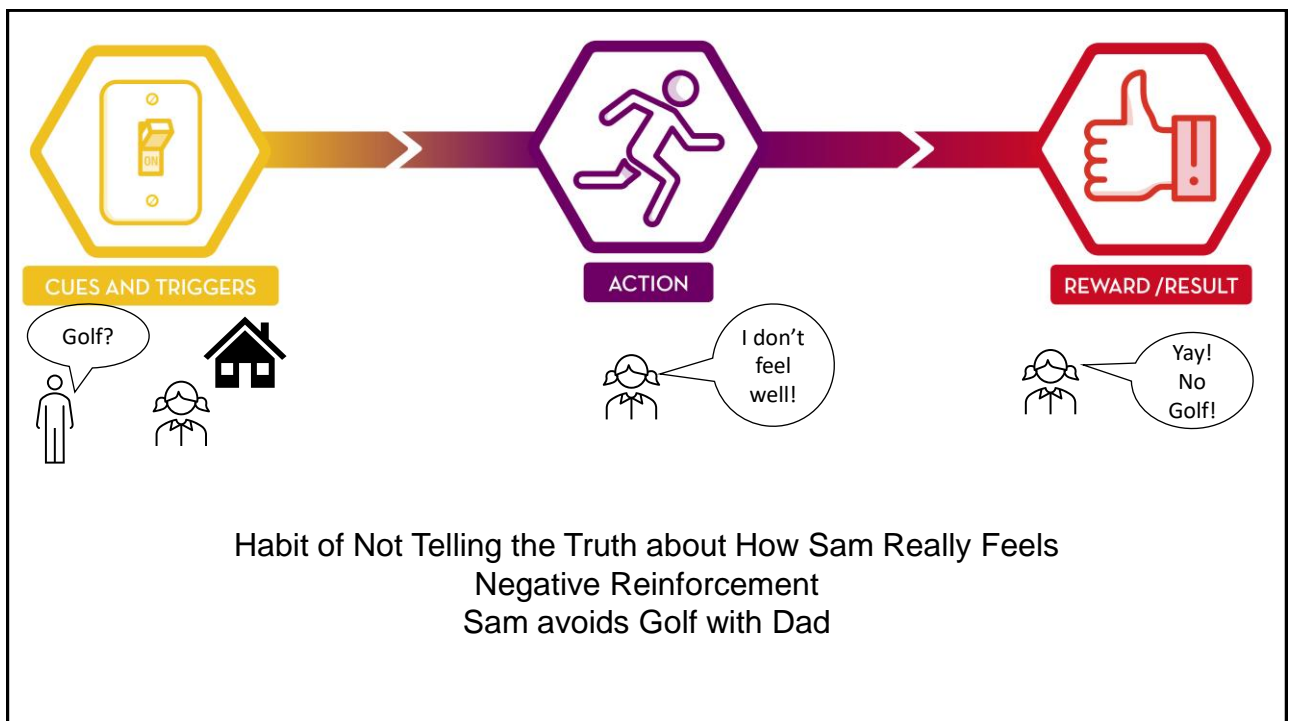 ON
CUES AND TRIGGERS
ACTION
REWARD /RESULT
Golf?
I don’t
feel
well!
Yay!
No
Golf!
Habit of Not Telling the Truth about How Sam Really Feels
Negative Reinforcement
Sam avoids Golf with Dad